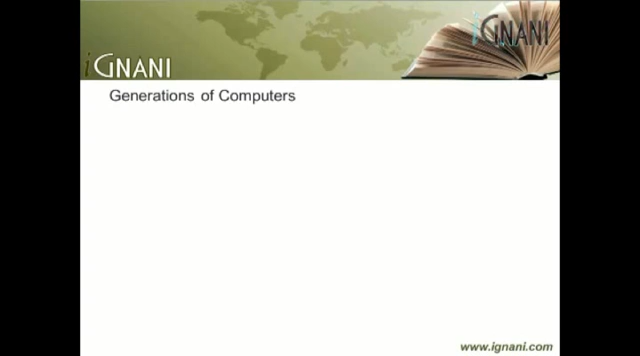 iGNANI
iGNANI
Generations of Computers
www.ignani.com